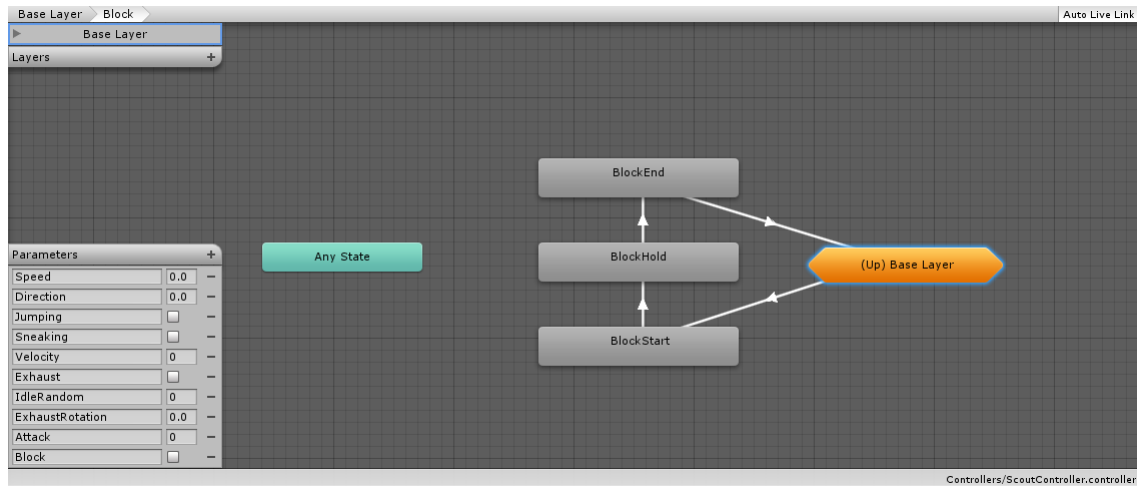 Base Layer Block Auto Live Link
Base Layer
Layers +
BlockEnd
Parameters +
Any State
BlockHold
(Up) Base Layer
Speed 0.0 −
Direction 0.0 −
Jumping −
Sneaking −
BlockStart
Velocity 0 −
Exhaust −
IdleRandom 0 −
ExhaustRotation 0.0 −
Attack 0 −
Block −
Controllers/ScoutController.controller